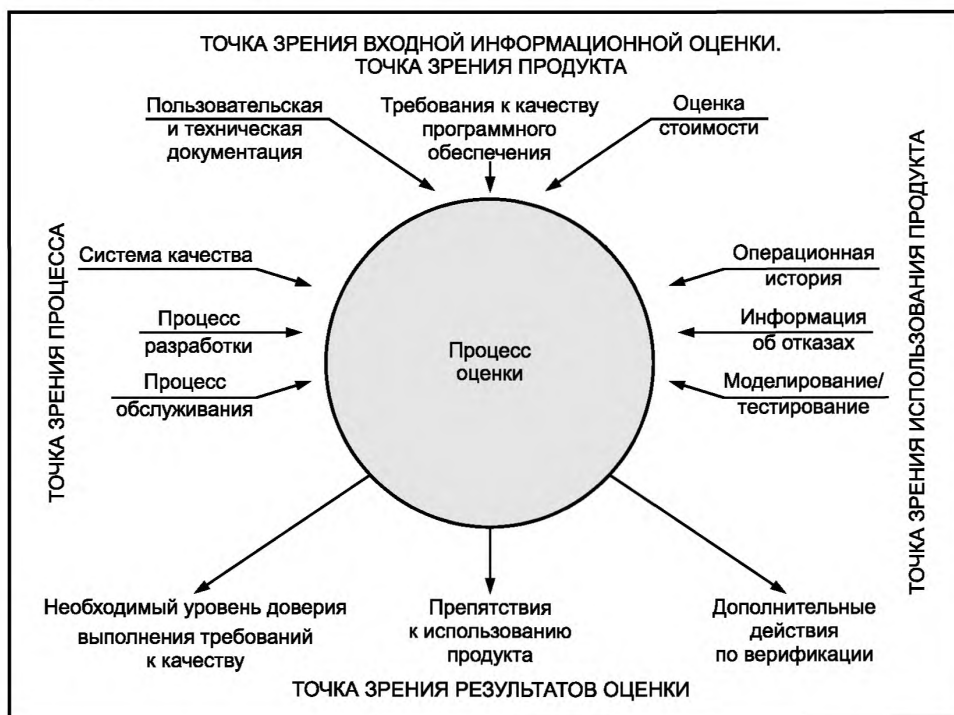 ТОЧКА ЗРЕНИЯ ВХОДНОЙ ИНФОРМАЦИОННОЙ ОЦЕНКИ.
ТОЧКА ЗРЕНИЯ ПРОДУКТА
Пользовательская
и техническая
документация
Требования к качеству
программного
обеспечения
Оценка
стоимости
ТОЧКА ЗРЕНИЯ ПРОЦЕССА
Система качества
Процесс
разработки
Процесс
обслуживания
Процесс
оценки
Операционная
история
Информация
об отказах
Моделирование/
тестирование
ТОЧКА ЗРЕНИЯ ИСПОЛЬЗОВАНИЯ ПРОДУКТА
Необходимый уровень доверия
выполнения требований
к качеству
Препятствия
к использованию
продукта
Дополнительные
действия
по верификации
ТОЧКА ЗРЕНИЯ РЕЗУЛЬТАТОВ ОЦЕНКИ